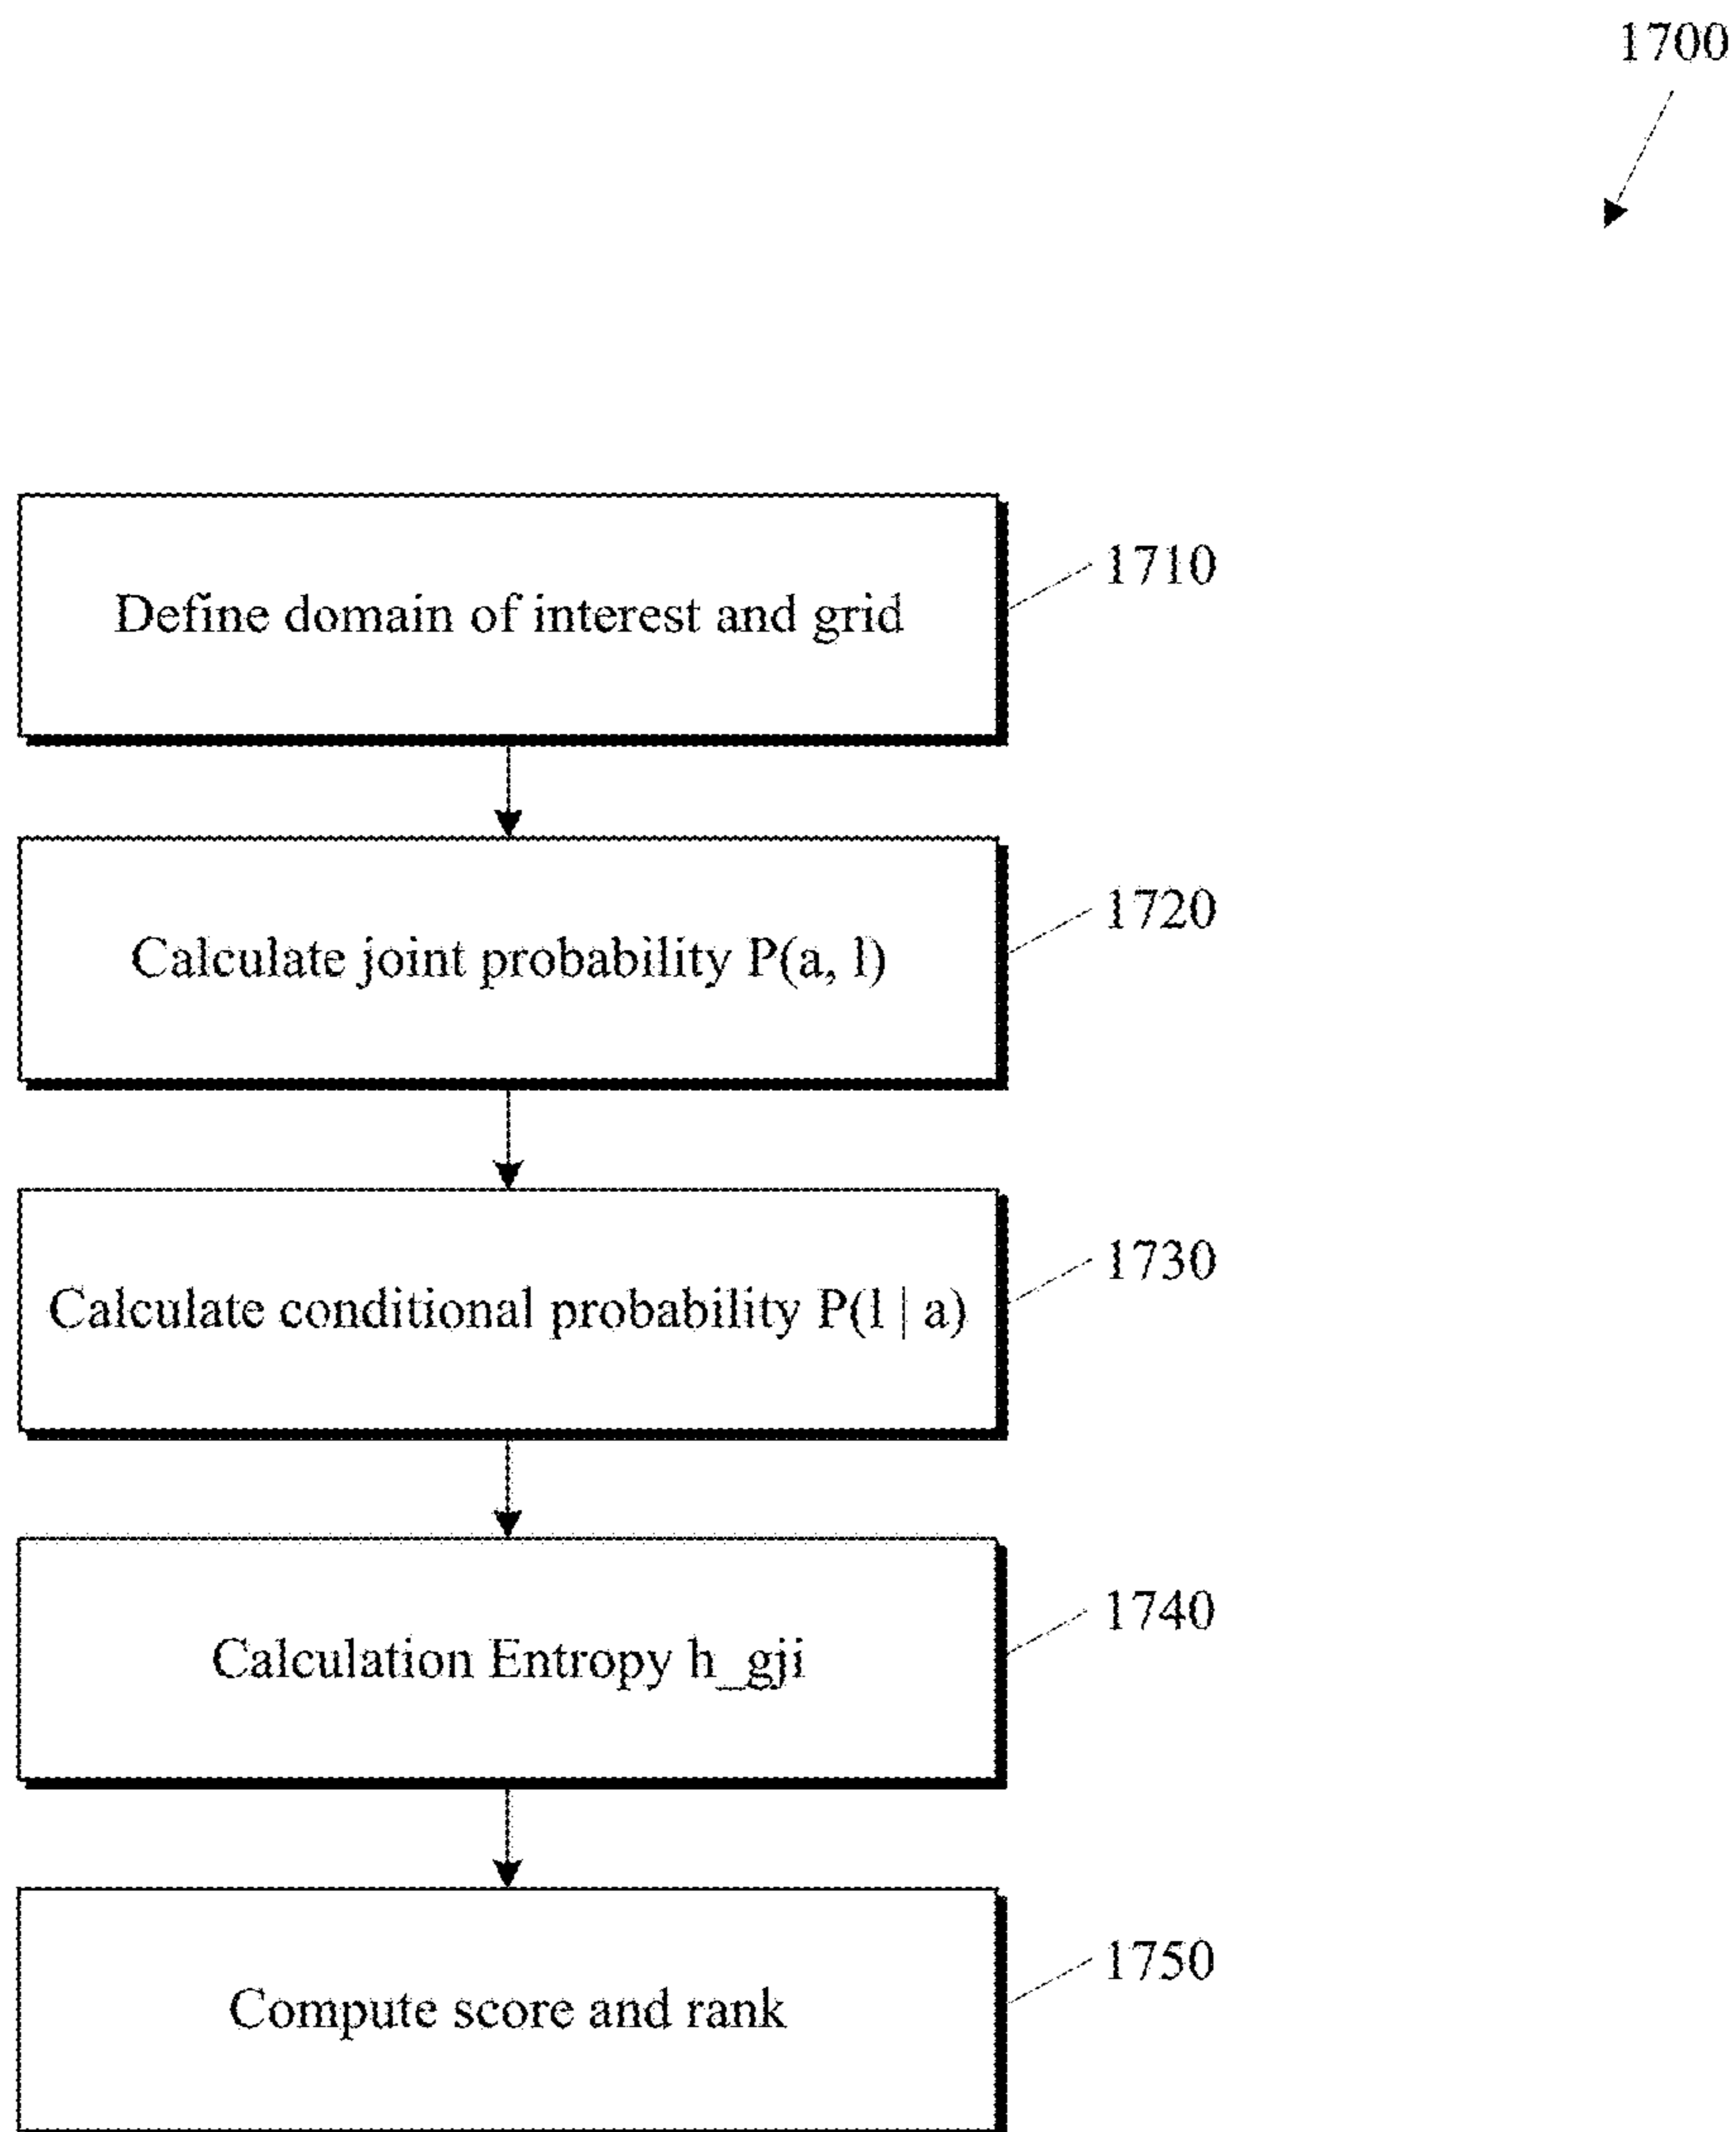 1700
Define domain of interest and grid
1710
Calculate joint probability P(a, l)
1720
Calculate conditional probability P(l | a)
1730
Calculation Entropy h_gji
1740
Compute score and rank
1750